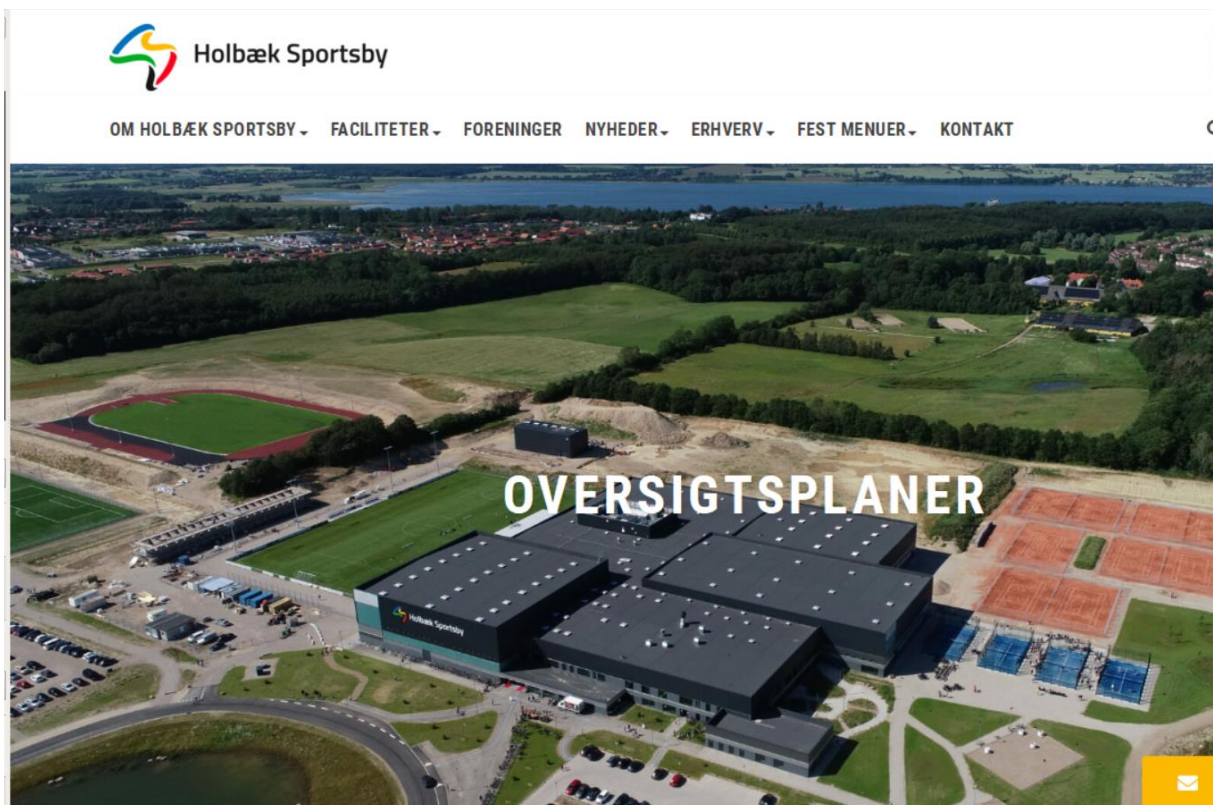 Holbæk Sportsby
OM HOLBÆK SPORTSBY FACILITETER FORENINGER NYHEDER ERHVERV FEST MENUER KONTAKT
OVERSIGTSPLANER
Holbæk Sportsby